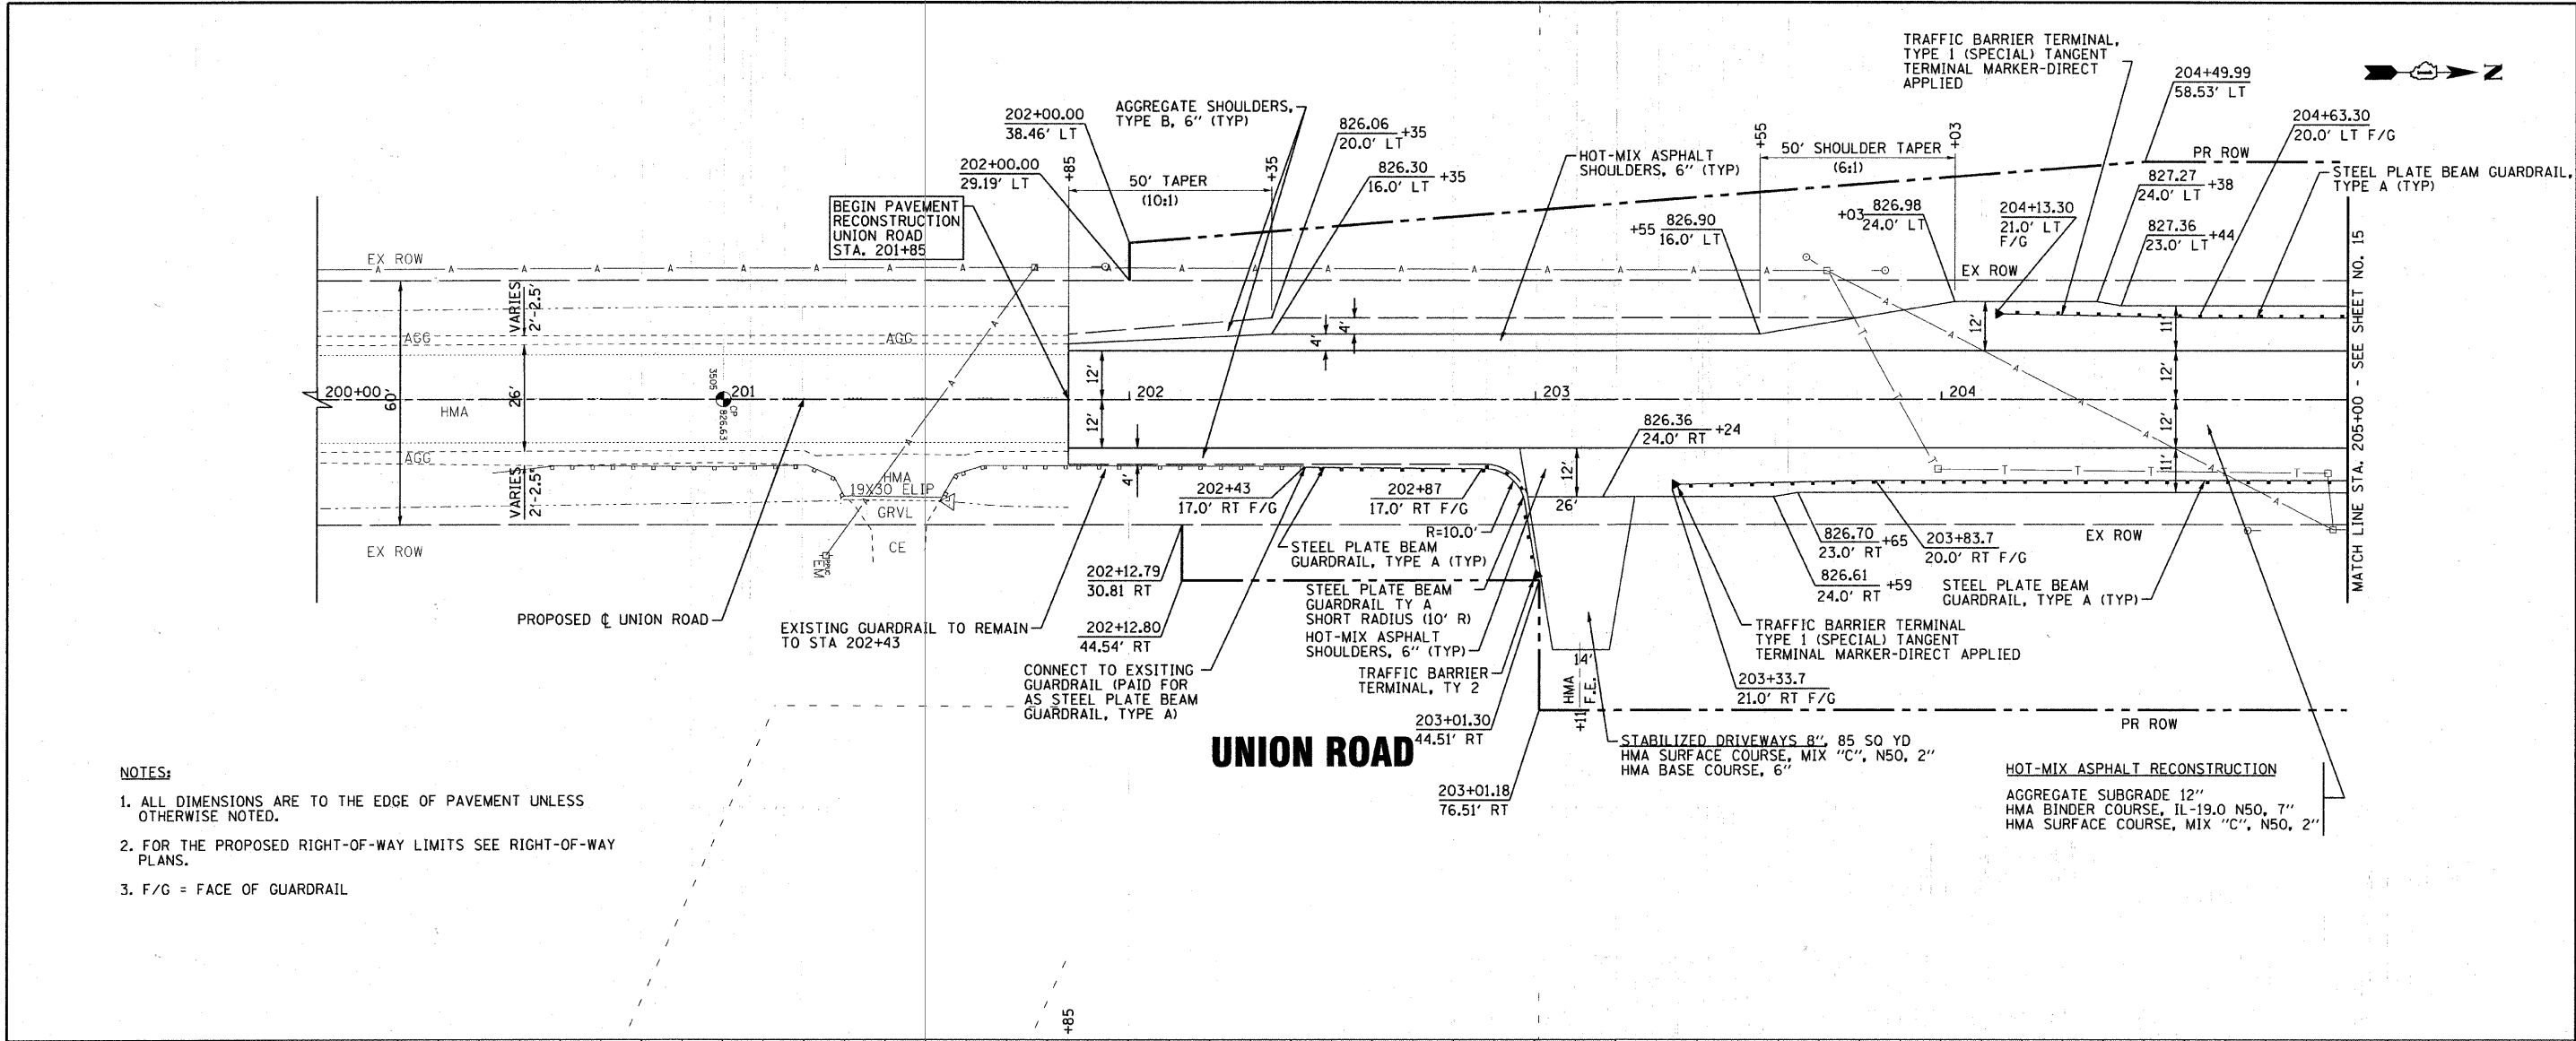 TRAFFIC BARRIER TERMINAL,
TYPE 1 (SPECIAL) TANGENT
TERMINAL MARKER-DIRECT
APPLIED
204+49.99
58.53' LT
N
204+63.30
20.0' LT F/G
202+00.00
38.46' LT
AGGREGATE SHOULDERS,
TYPE B, 6" (TYP)
826.06 +35
20.0' LT
826.30 +35
16.0' LT
202+00.00
29.19' LT
+85
50' TAPER
(10:1)
+35
HOT-MIX ASPHALT
SHOULDERS, 6" (TYP)
+55
50' SHOULDER TAPER
(6:1)
+03
PR ROW
STEEL PLATE BEAM GUARDRAIL,
TYPE A (TYP)
827.27 +38
24.0' LT
827.36 +44
23.0' LT
BEGIN PAVEMENT
RECONSTRUCTION
UNION ROAD
STA. 201+85
+55 826.90
16.0' LT
+03 826.98
24.0' LT
204+13.30
21.0' LT
F/G
EX ROW
A A A A A A A A A A A A A A A A
EX ROW
VARIES
2'-2.5'
AGG
AGG
4'
4'
12'
11'
MATCH LINE STA. 205+00 - SEE SHEET NO. 15
200+00
60'
HMA
26'
3505
CP
826.63
201
12'
12'
202
203
204
12'
12'
AGG
VARIES
2'-2.5'
HMA
19X30 ELIP
GRVL
CE
EM
EX ROW
4'
202+43
17.0' RT F/G
202+87
17.0' RT F/G
R=10.0'
12'
26'
826.36 +24
24.0' RT
T T T T
11'
EX ROW
826.70 +65
23.0' RT
203+83.7
20.0' RT F/G
826.61 +59
24.0' RT
STEEL PLATE BEAM
GUARDRAIL, TYPE A (TYP)
STEEL PLATE BEAM
GUARDRAIL, TYPE A (TYP)
202+12.79
30.81 RT
202+12.80
44.54' RT
PROPOSED ℄ UNION ROAD
EXISTING GUARDRAIL TO REMAIN
TO STA 202+43
STEEL PLATE BEAM
GUARDRAIL TY A
SHORT RADIUS (10' R)
HOT-MIX ASPHALT
SHOULDERS, 6" (TYP)
TRAFFIC BARRIER
TERMINAL, TY 2
CONNECT TO EXSITING
GUARDRAIL (PAID FOR
AS STEEL PLATE BEAM
GUARDRAIL, TYPE A)
TRAFFIC BARRIER TERMINAL
TYPE 1 (SPECIAL) TANGENT
TERMINAL MARKER-DIRECT APPLIED
14'
HMA
F.E.
+11
203+33.7
21.0' RT F/G
203+01.30
44.51' RT
PR ROW
UNION ROAD
STABILIZED DRIVEWAYS 8", 85 SQ YD
HMA SURFACE COURSE, MIX "C", N50, 2"
HMA BASE COURSE, 6"
203+01.18
76.51' RT
HOT-MIX ASPHALT RECONSTRUCTION
AGGREGATE SUBGRADE 12"
HMA BINDER COURSE, IL-19.0 N50, 7"
HMA SURFACE COURSE, MIX "C", N50, 2"
NOTES:
1. ALL DIMENSIONS ARE TO THE EDGE OF PAVEMENT UNLESS
OTHERWISE NOTED.
2. FOR THE PROPOSED RIGHT-OF-WAY LIMITS SEE RIGHT-OF-WAY
PLANS.
3. F/G = FACE OF GUARDRAIL
+85